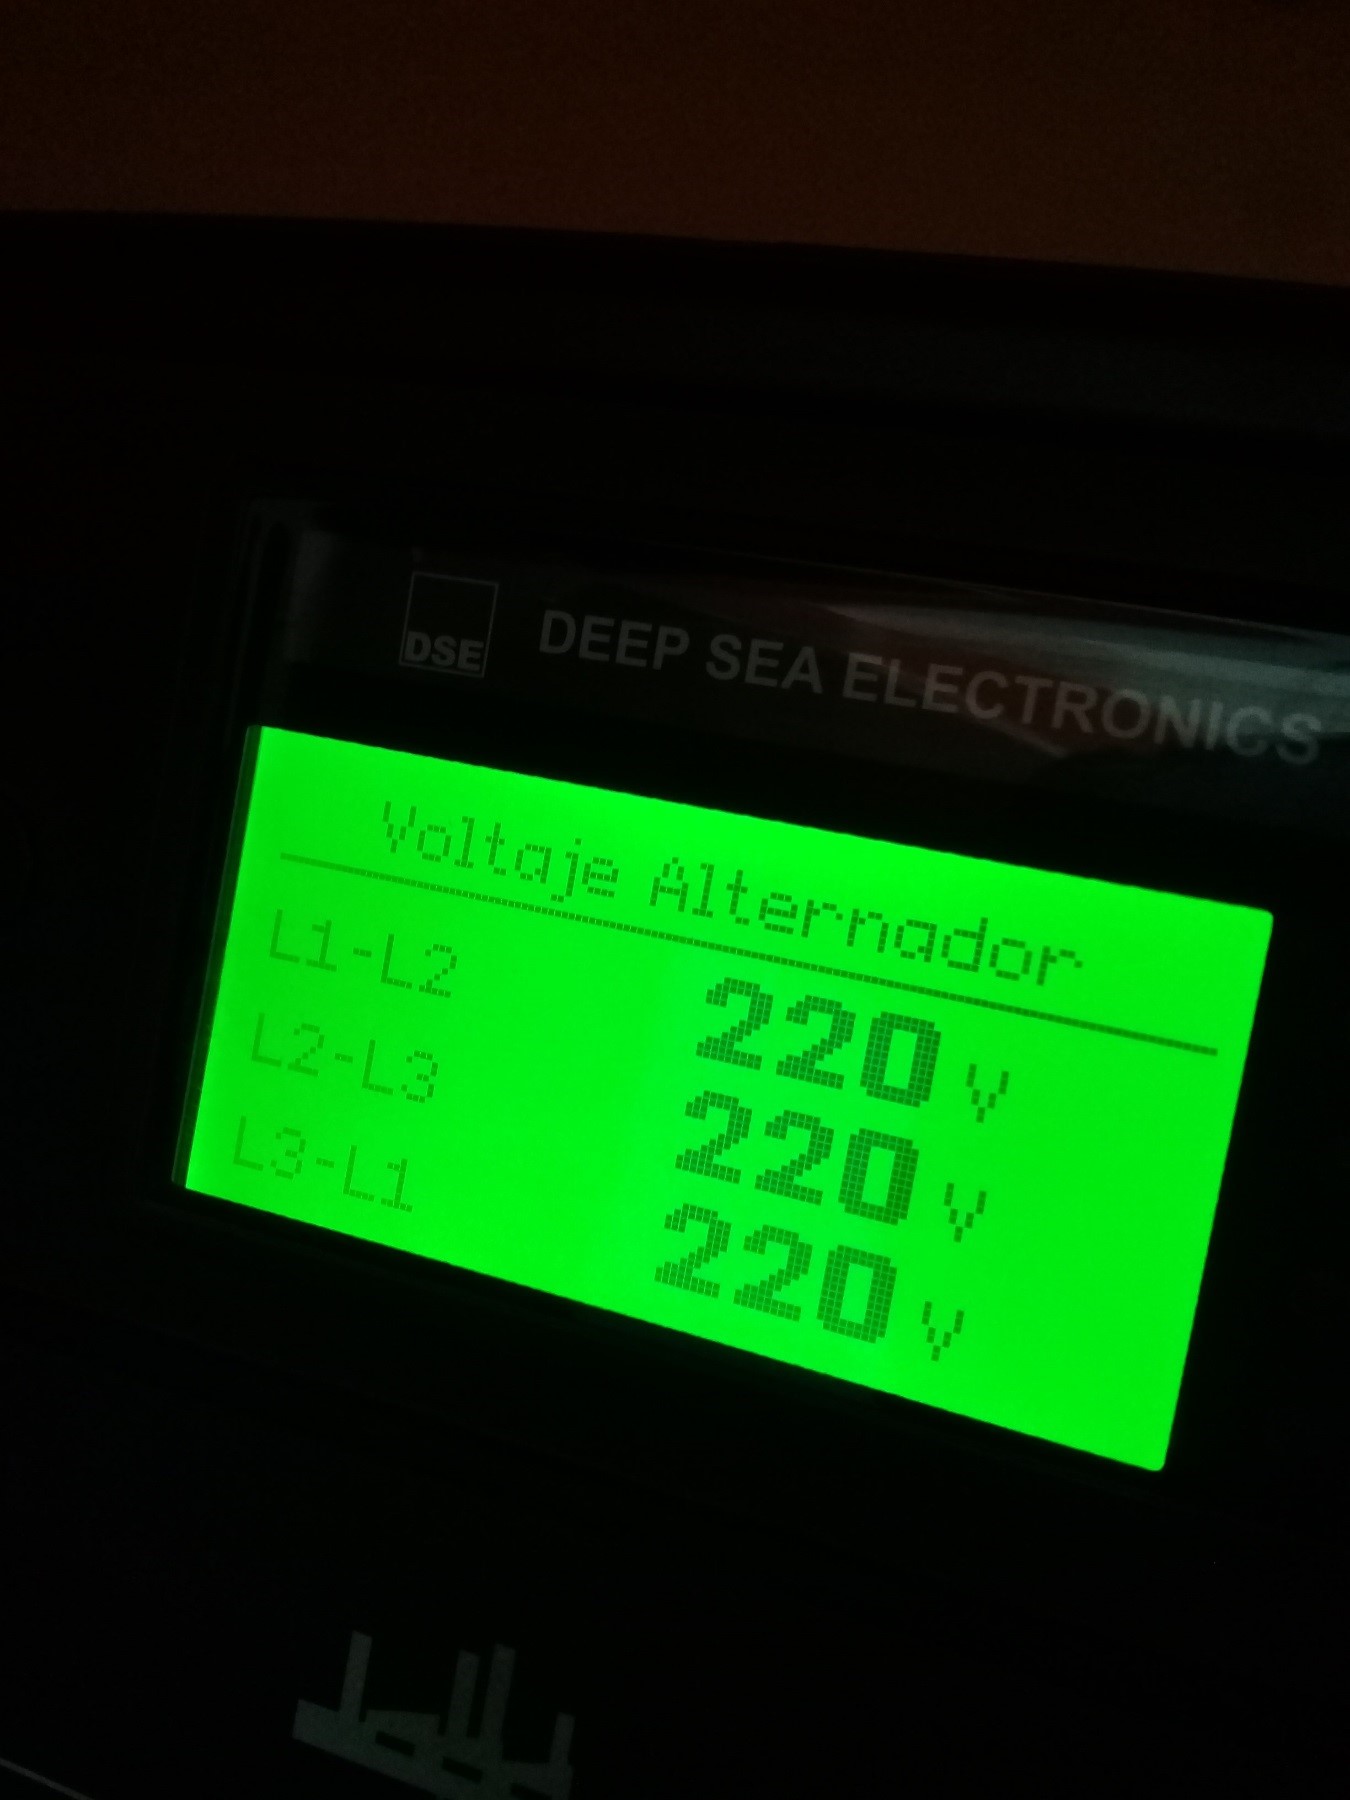 DSE DEEP SEA ELECTRONICS
Voltaje Alternador
L1-L2 220 V
L2-L3 220 V
L3-L1 220 V